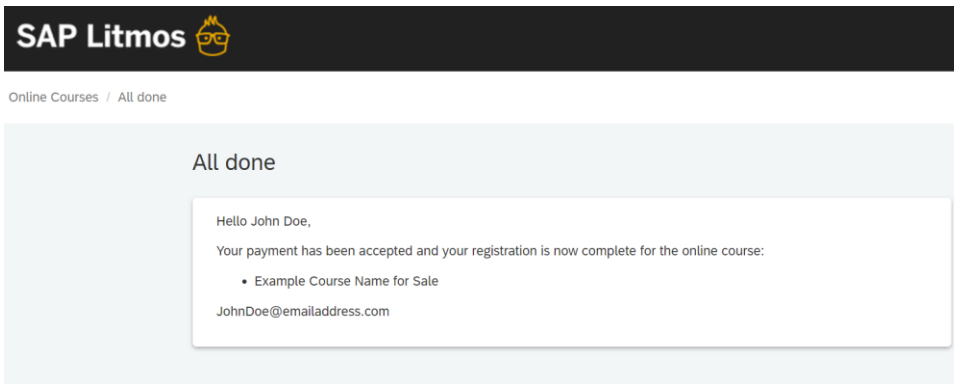 SAP Litmos
Online Courses / All done
All done
Hello John Doe,
Your payment has been accepted and your registration is now complete for the online course:
• Example Course Name for Sale
JohnDoe@emailaddress.com